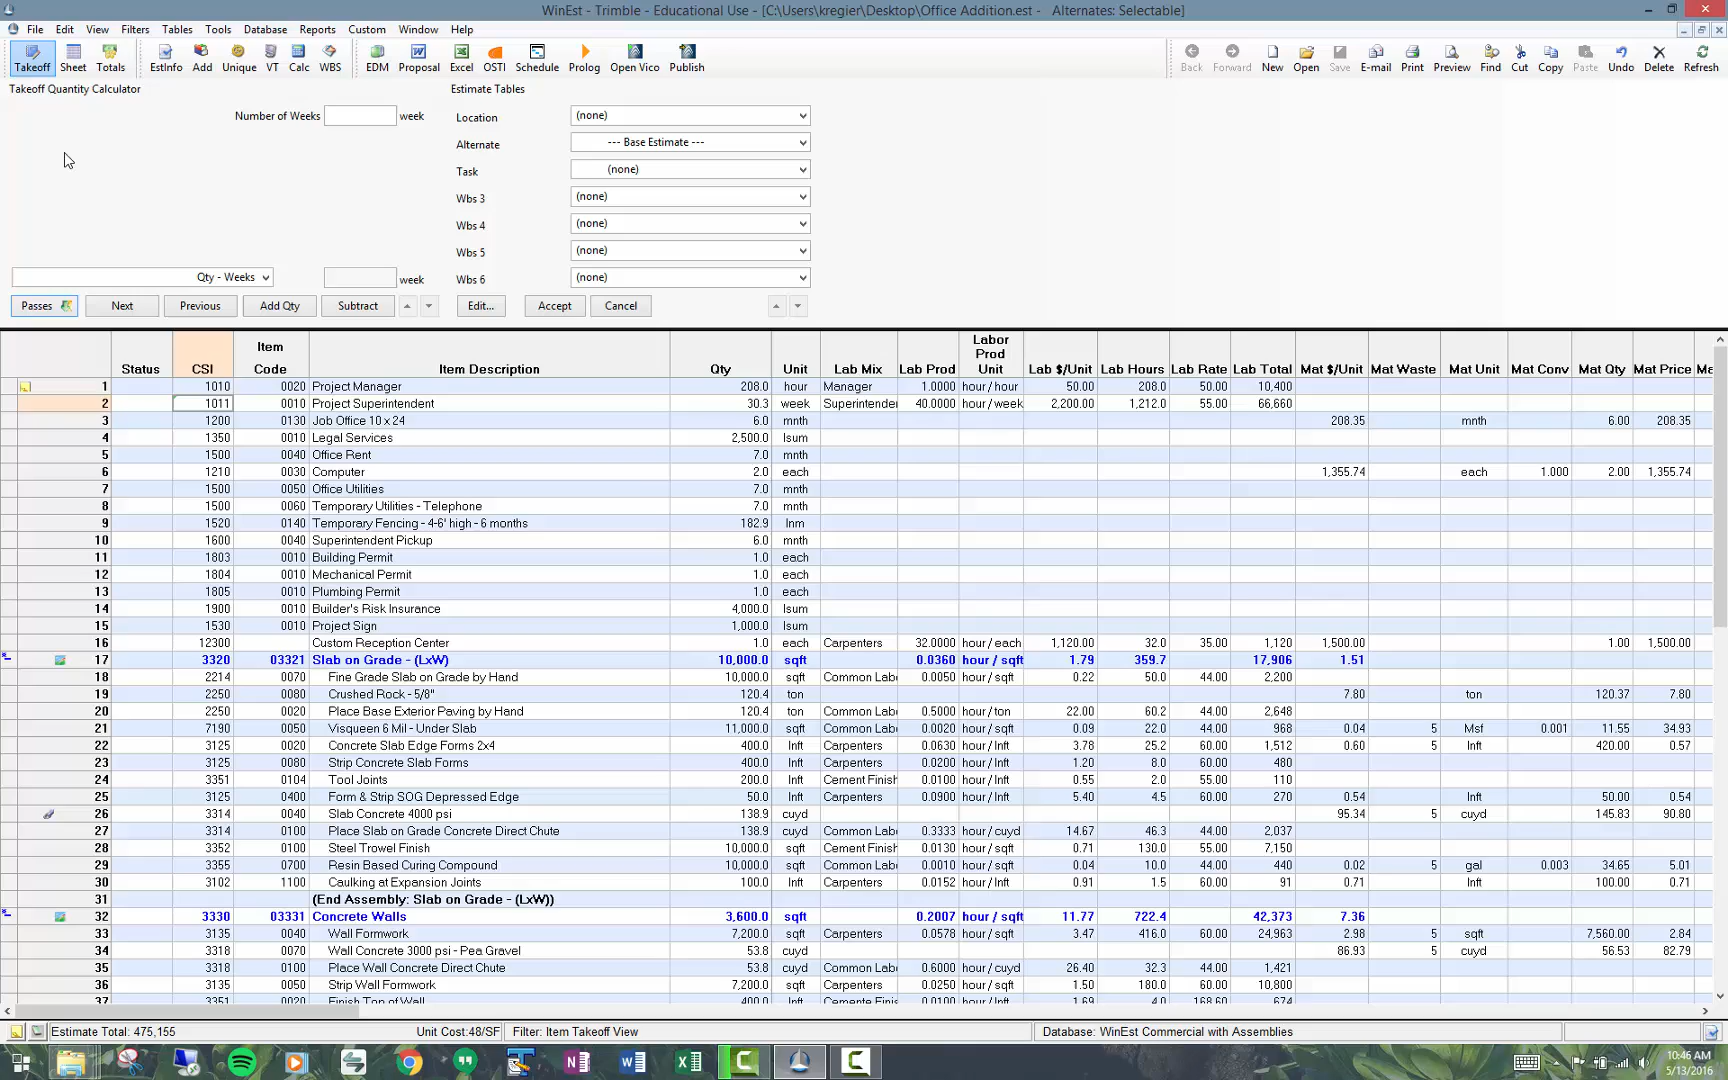 WinEst - Trimble - Educational Use - [C:\Users\kregier\Desktop\Office Addition.est - Alternates: Selectable]
File Edit View Filters Tables Tools Database Reports Custom Window Help
Takeoff Sheet Totals EstInfo Add Unique VT Calc WBS EDM Proposal Excel OSTI Schedule Prolog Open Vico Publish Back Forward New Open Save E-mail Print Preview Find Cut Copy Paste Undo Delete Refresh
Takeoff Quantity Calculator Estimate Tables
Number of Weeks week Location (none)
Alternate --- Base Estimate ---
Task (none)
Wbs 3 (none)
Wbs 4 (none)
Wbs 5 (none)
Qty - Weeks week Wbs 6 (none)
Passes Next Previous Add Qty Subtract Edit... Accept Cancel
Status CSI Item Code Item Description Qty Unit Lab Mix Lab Prod Labor Prod Unit Lab $/Unit Lab Hours Lab Rate Lab Total Mat $/Unit Mat Waste Mat Unit Mat Conv Mat Qty Mat Price Ma
1 1010 0020 Project Manager 208.0 hour Manager 1.0000 hour/hour 50.00 208.0 50.00 10,400
2 1011 0010 Project Superintendent 30.3 week Superintender 40.0000 hour/week 2,200.00 1,212.0 55.00 66,660
3 1200 0130 Job Office 10 x 24 6.0 mnth 208.35 mnth 6.00 208.35
4 1350 0010 Legal Services 2,500.0 lsum
5 1500 0040 Office Rent 7.0 mnth
6 1210 0030 Computer 2.0 each 1,355.74 each 1.000 2.00 1,355.74
7 1500 0050 Office Utilities 7.0 mnth
8 1500 0060 Temporary Utilities - Telephone 7.0 mnth
9 1520 0140 Temporary Fencing - 4-6' high - 6 months 182.9 lnm
10 1600 0040 Superintendent Pickup 6.0 mnth
11 1803 0010 Building Permit 1.0 each
12 1804 0010 Mechanical Permit 1.0 each
13 1805 0010 Plumbing Permit 1.0 each
14 1900 0010 Builder's Risk Insurance 4,000.0 lsum
15 1530 0010 Project Sign 1,000.0 lsum
16 12300 Custom Reception Center 1.0 each Carpenters 32.0000 hour/each 1,120.00 32.0 35.00 1,120 1,500.00 1.00 1,500.00
17 3320 03321 Slab on Grade - (LxW) 10,000.0 sqft 0.0360 hour / sqft 1.79 359.7 17,906 1.51
18 2214 0070 Fine Grade Slab on Grade by Hand 10,000.0 sqft Common Lab 0.0050 hour/sqft 0.22 50.0 44.00 2,200
19 2250 0080 Crushed Rock - 5/8" 120.4 ton 7.80 ton 120.37 7.80
20 2250 0020 Place Base Exterior Paving by Hand 120.4 ton Common Lab 0.5000 hour/ton 22.00 60.2 44.00 2,648
21 7190 0050 Visqueen 6 Mil - Under Slab 11,000.0 sqft Common Lab 0.0020 hour/sqft 0.09 22.0 44.00 968 0.04 5 Msf 0.001 11.55 34.93
22 3125 0020 Concrete Slab Edge Forms 2x4 400.0 lnft Carpenters 0.0630 hour/lnft 3.78 25.2 60.00 1,512 0.60 5 lnft 420.00 0.57
23 3125 0080 Strip Concrete Slab Forms 400.0 lnft Carpenters 0.0200 hour/lnft 1.20 8.0 60.00 480
24 3351 0104 Tool Joints 200.0 lnft Cement Finish 0.0100 hour/lnft 0.55 2.0 55.00 110
25 3125 0400 Form & Strip SOG Depressed Edge 50.0 lnft Carpenters 0.0900 hour/lnft 5.40 4.5 60.00 270 0.54 lnft 50.00 0.54
26 3314 0040 Slab Concrete 4000 psi 138.9 cuyd 95.34 5 cuyd 145.83 90.80
27 3314 0100 Place Slab on Grade Concrete Direct Chute 138.9 cuyd Common Lab 0.3333 hour/cuyd 14.67 46.3 44.00 2,037
28 3352 0100 Steel Trowel Finish 10,000.0 sqft Cement Finish 0.0130 hour/sqft 0.71 130.0 55.00 7,150
29 3355 0700 Resin Based Curing Compound 10,000.0 sqft Common Lab 0.0010 hour/sqft 0.04 10.0 44.00 440 0.02 5 gal 0.003 34.65 5.01
30 3102 1100 Caulking at Expansion Joints 100.0 lnft Carpenters 0.0152 hour/lnft 0.91 1.5 60.00 91 0.71 lnft 100.00 0.71
31 (End Assembly: Slab on Grade - (LxW))
32 3330 03331 Concrete Walls 3,600.0 sqft 0.2007 hour / sqft 11.77 722.4 42,373 7.36
33 3135 0040 Wall Formwork 7,200.0 sqft Carpenters 0.0578 hour/sqft 3.47 416.0 60.00 24,963 2.98 5 sqft 7,560.00 2.84
34 3318 0070 Wall Concrete 3000 psi - Pea Gravel 53.8 cuyd 86.93 5 cuyd 56.53 82.79
35 3318 0100 Place Wall Concrete Direct Chute 53.8 cuyd Common Lab 0.6000 hour/cuyd 26.40 32.3 44.00 1,421
36 3135 0050 Strip Wall Formwork 7,200.0 sqft Carpenters 0.0250 hour/sqft 1.50 180.0 60.00 10,800
37 3351 0020 Finish Top of Wall 400.0 lnft Cemente Finis 0.0100 hour/lnft 1.69 4.0 168.60 674
Estimate Total: 475,155 Unit Cost:48/SF Filter: Item Takeoff View Database: WinEst Commercial with Assemblies
10:46 AM
5/13/2016